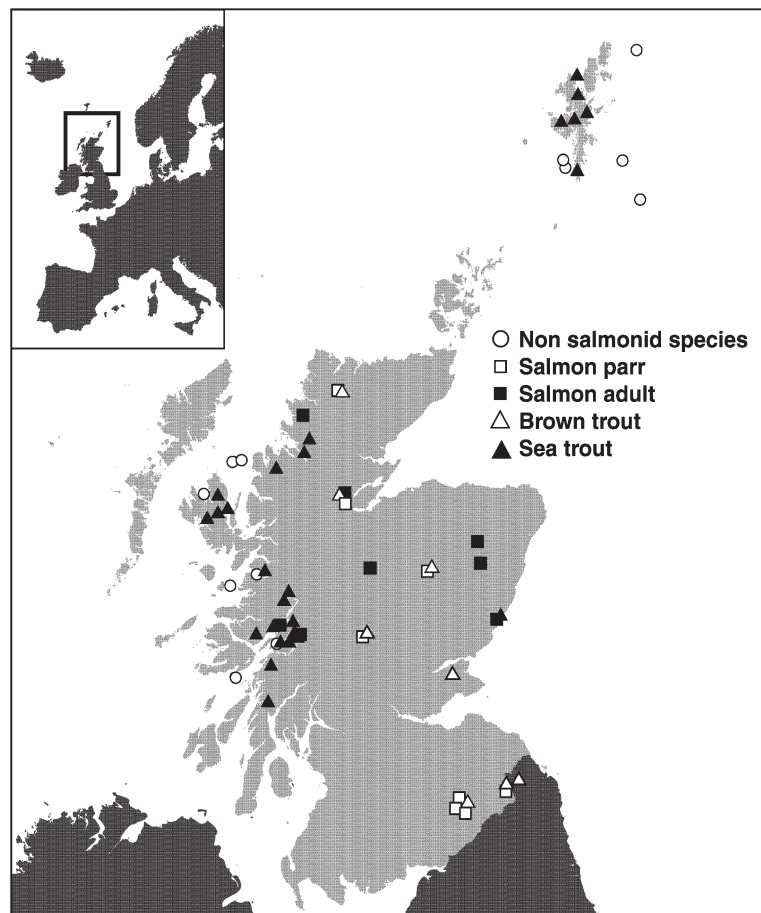 Non salmonid species
Salmon parr
Salmon adult
Brown trout
Sea trout